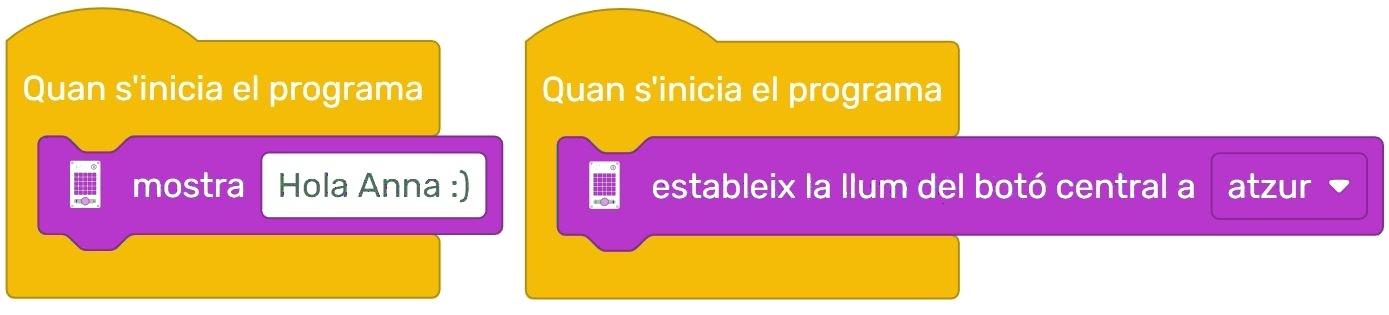 Quan s'inicia el programa
mostra Hola Anna :)
Quan s'inicia el programa
estableix la llum del botó central a atzur